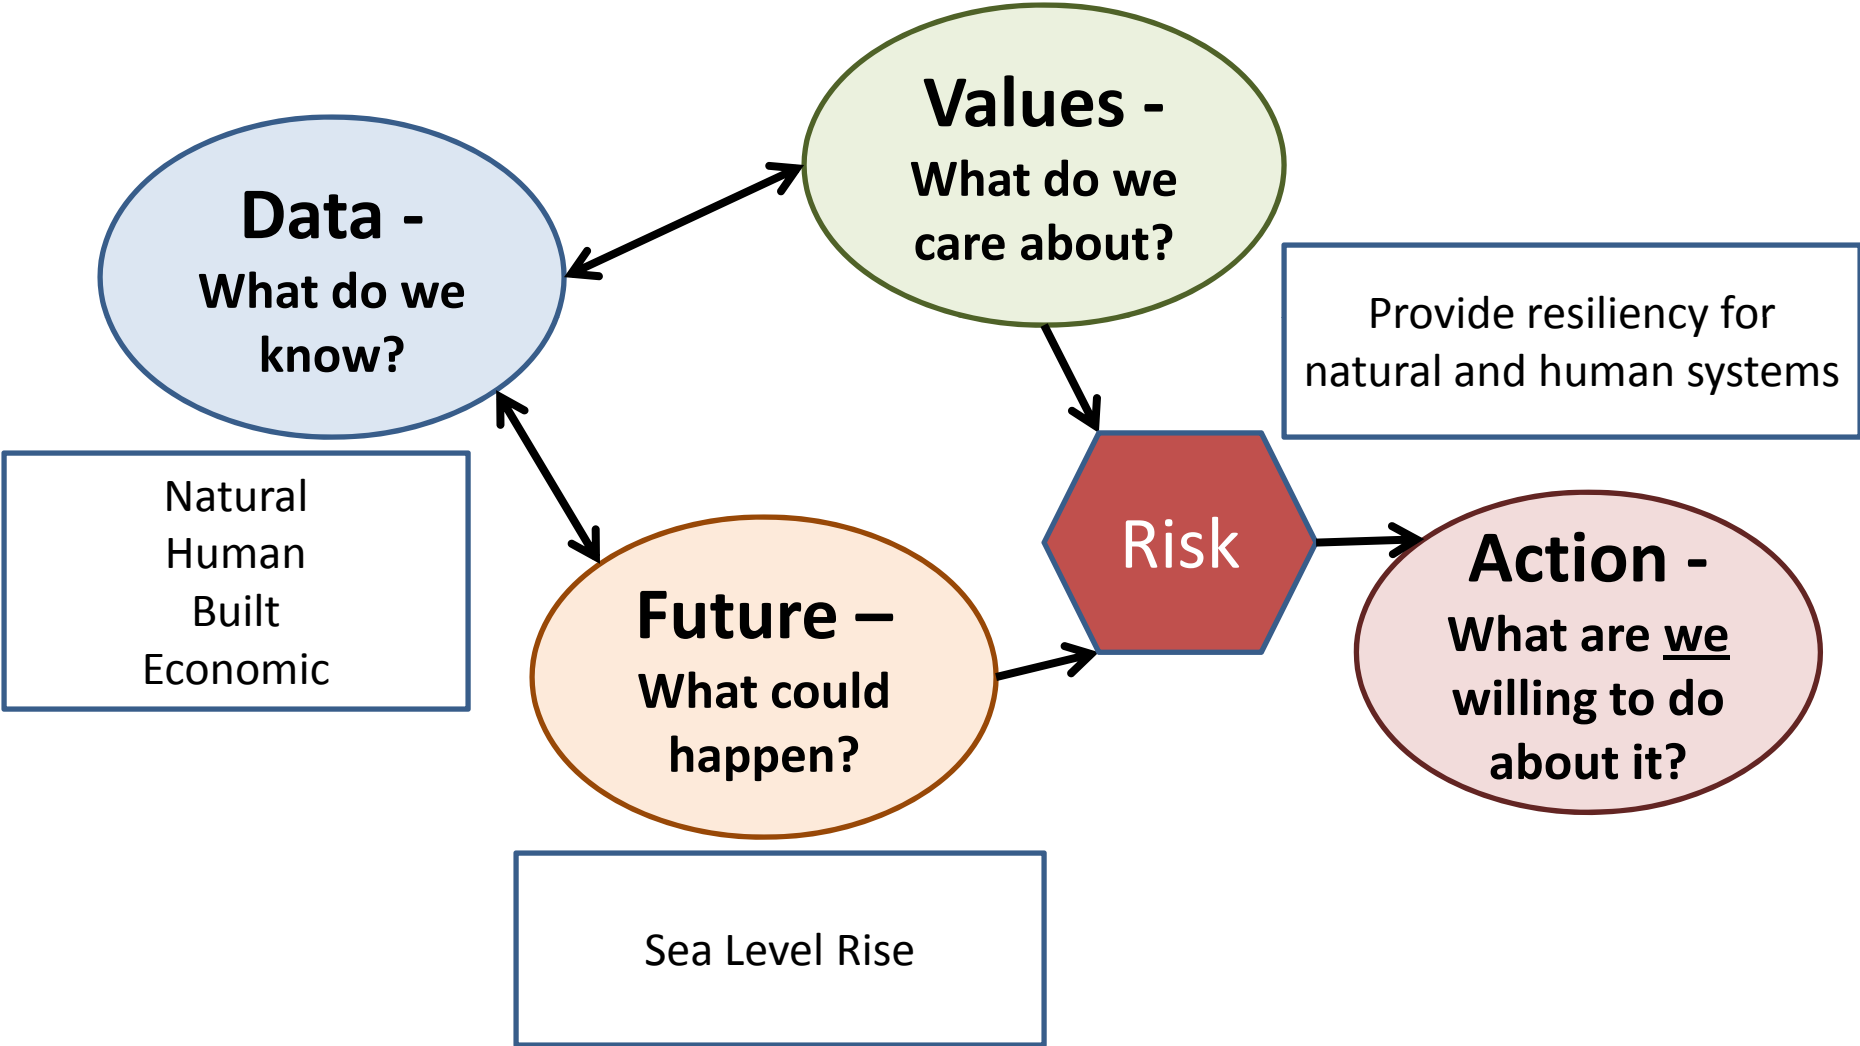 Values -
What do we
care about?
Data -
What do we
know?
Provide resiliency for
natural and human systems
Natural
Human
Built
Economic
Risk
Future –
What could
happen?
Action -
What are we
willing to do
about it?
Sea Level Rise